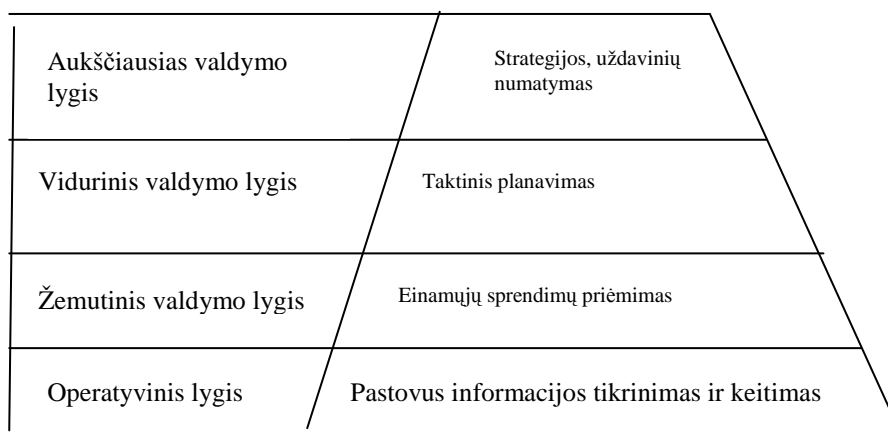 Aukščiausias valdymo
lygis
Strategijos, uždavinių
numatymas
Vidurinis valdymo lygis
Taktinis planavimas
Žemutinis valdymo lygis
Einamųjų sprendimų priėmimas
Operatyvinis lygis
Pastovus informacijos tikrinimas ir keitimas